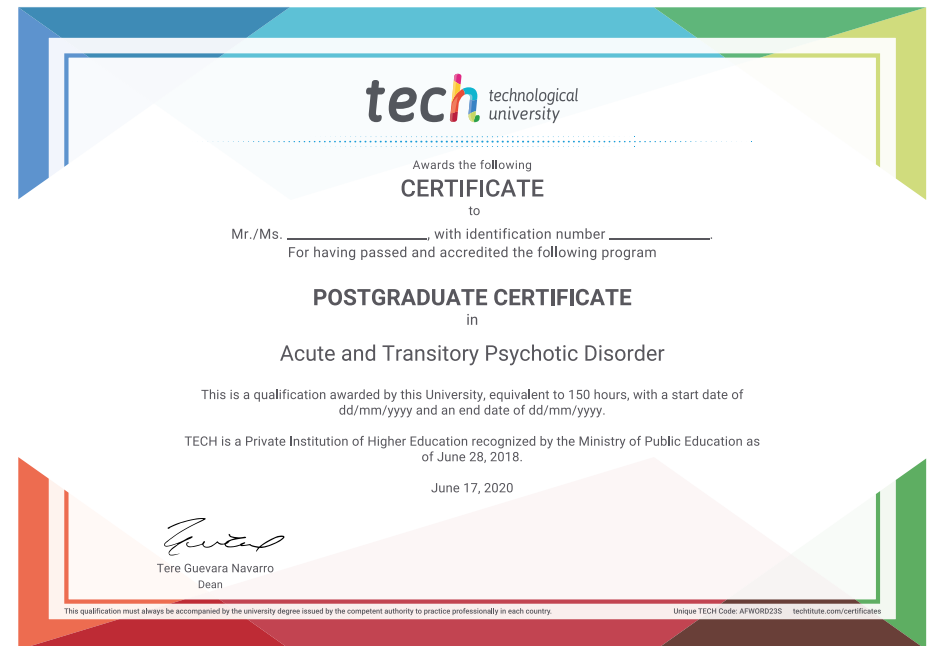 tech technological
university
Awards the following
CERTIFICATE
to
Mr./Ms. ____________________, with identification number ______________.
For having passed and accredited the following program
POSTGRADUATE CERTIFICATE
in
Acute and Transitory Psychotic Disorder
This is a qualification awarded by this University, equivalent to 150 hours, with a start date of
dd/mm/yyyy and an end date of dd/mm/yyyy.
TECH is a Private Institution of Higher Education recognized by the Ministry of Public Education as
of June 28, 2018.
June 17, 2020
Tere Guevara Navarro
Dean
This qualification must always be accompanied by the university degree issued by the competent authority to practice professionally in each country.
Unique TECH Code: AFWORD23S techtitute.com/certificates